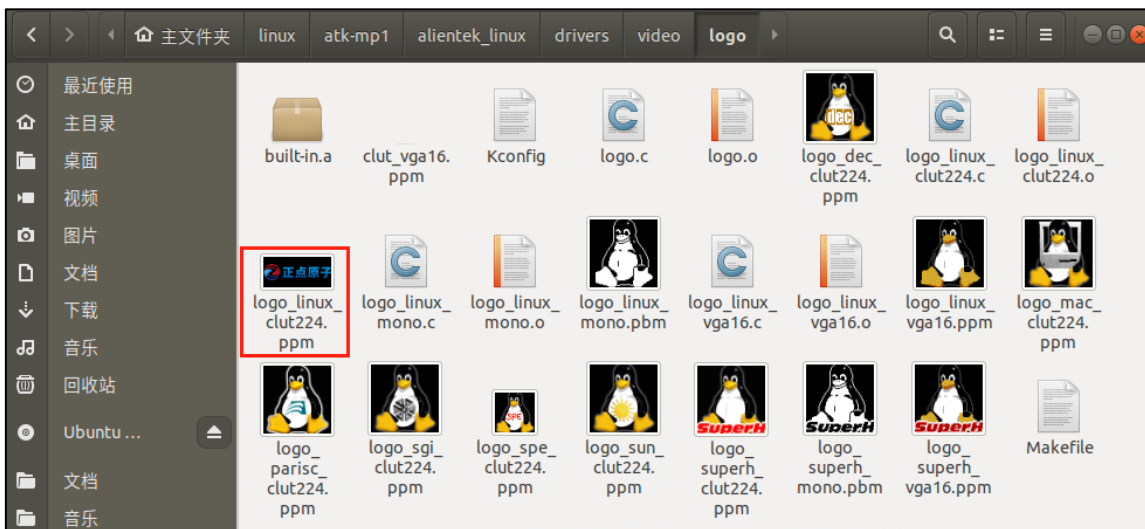 主文件夹 linux atk-mp1 alientek_linux drivers video logo
最近使用
主目录
桌面
视频
图片
文档
下载
音乐
回收站
Ubuntu ...
文档
音乐
built-in.a
clut_vga16.
ppm
Kconfig
logo.c
logo.o
dec
logo_dec_
clut224.
ppm
logo_linux_
clut224.c
logo_linux_
clut224.o
正点原子
logo_linux_
clut224.
ppm
logo_linux_
mono.c
logo_linux_
mono.o
logo_linux_
mono.pbm
logo_linux_
vga16.c
logo_linux_
vga16.o
logo_linux_
vga16.ppm
logo_mac_
clut224.
ppm
logo_
parisc_
clut224.
ppm
logo_sgi_
clut224.
ppm
SPE
logo_spe_
clut224.
ppm
logo_sun_
clut224.
ppm
SuperH
logo_
superh_
clut224.
ppm
SuperH
logo_
superh_
mono.pbm
SuperH
logo_
superh_
vga16.ppm
Makefile